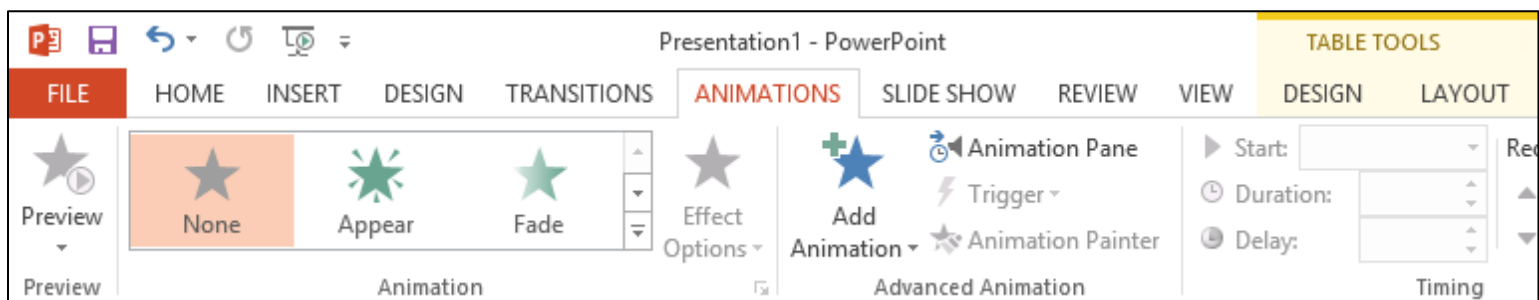 Presentation1 - PowerPoint
TABLE TOOLS
FILE HOME INSERT DESIGN TRANSITIONS ANIMATIONS SLIDE SHOW REVIEW VIEW DESIGN LAYOUT
Preview
None Appear Fade
Effect
Options
Add
Animation
Animation Pane
Trigger
Animation Painter
Start:
Duration:
Delay:
Preview Animation Advanced Animation Timing